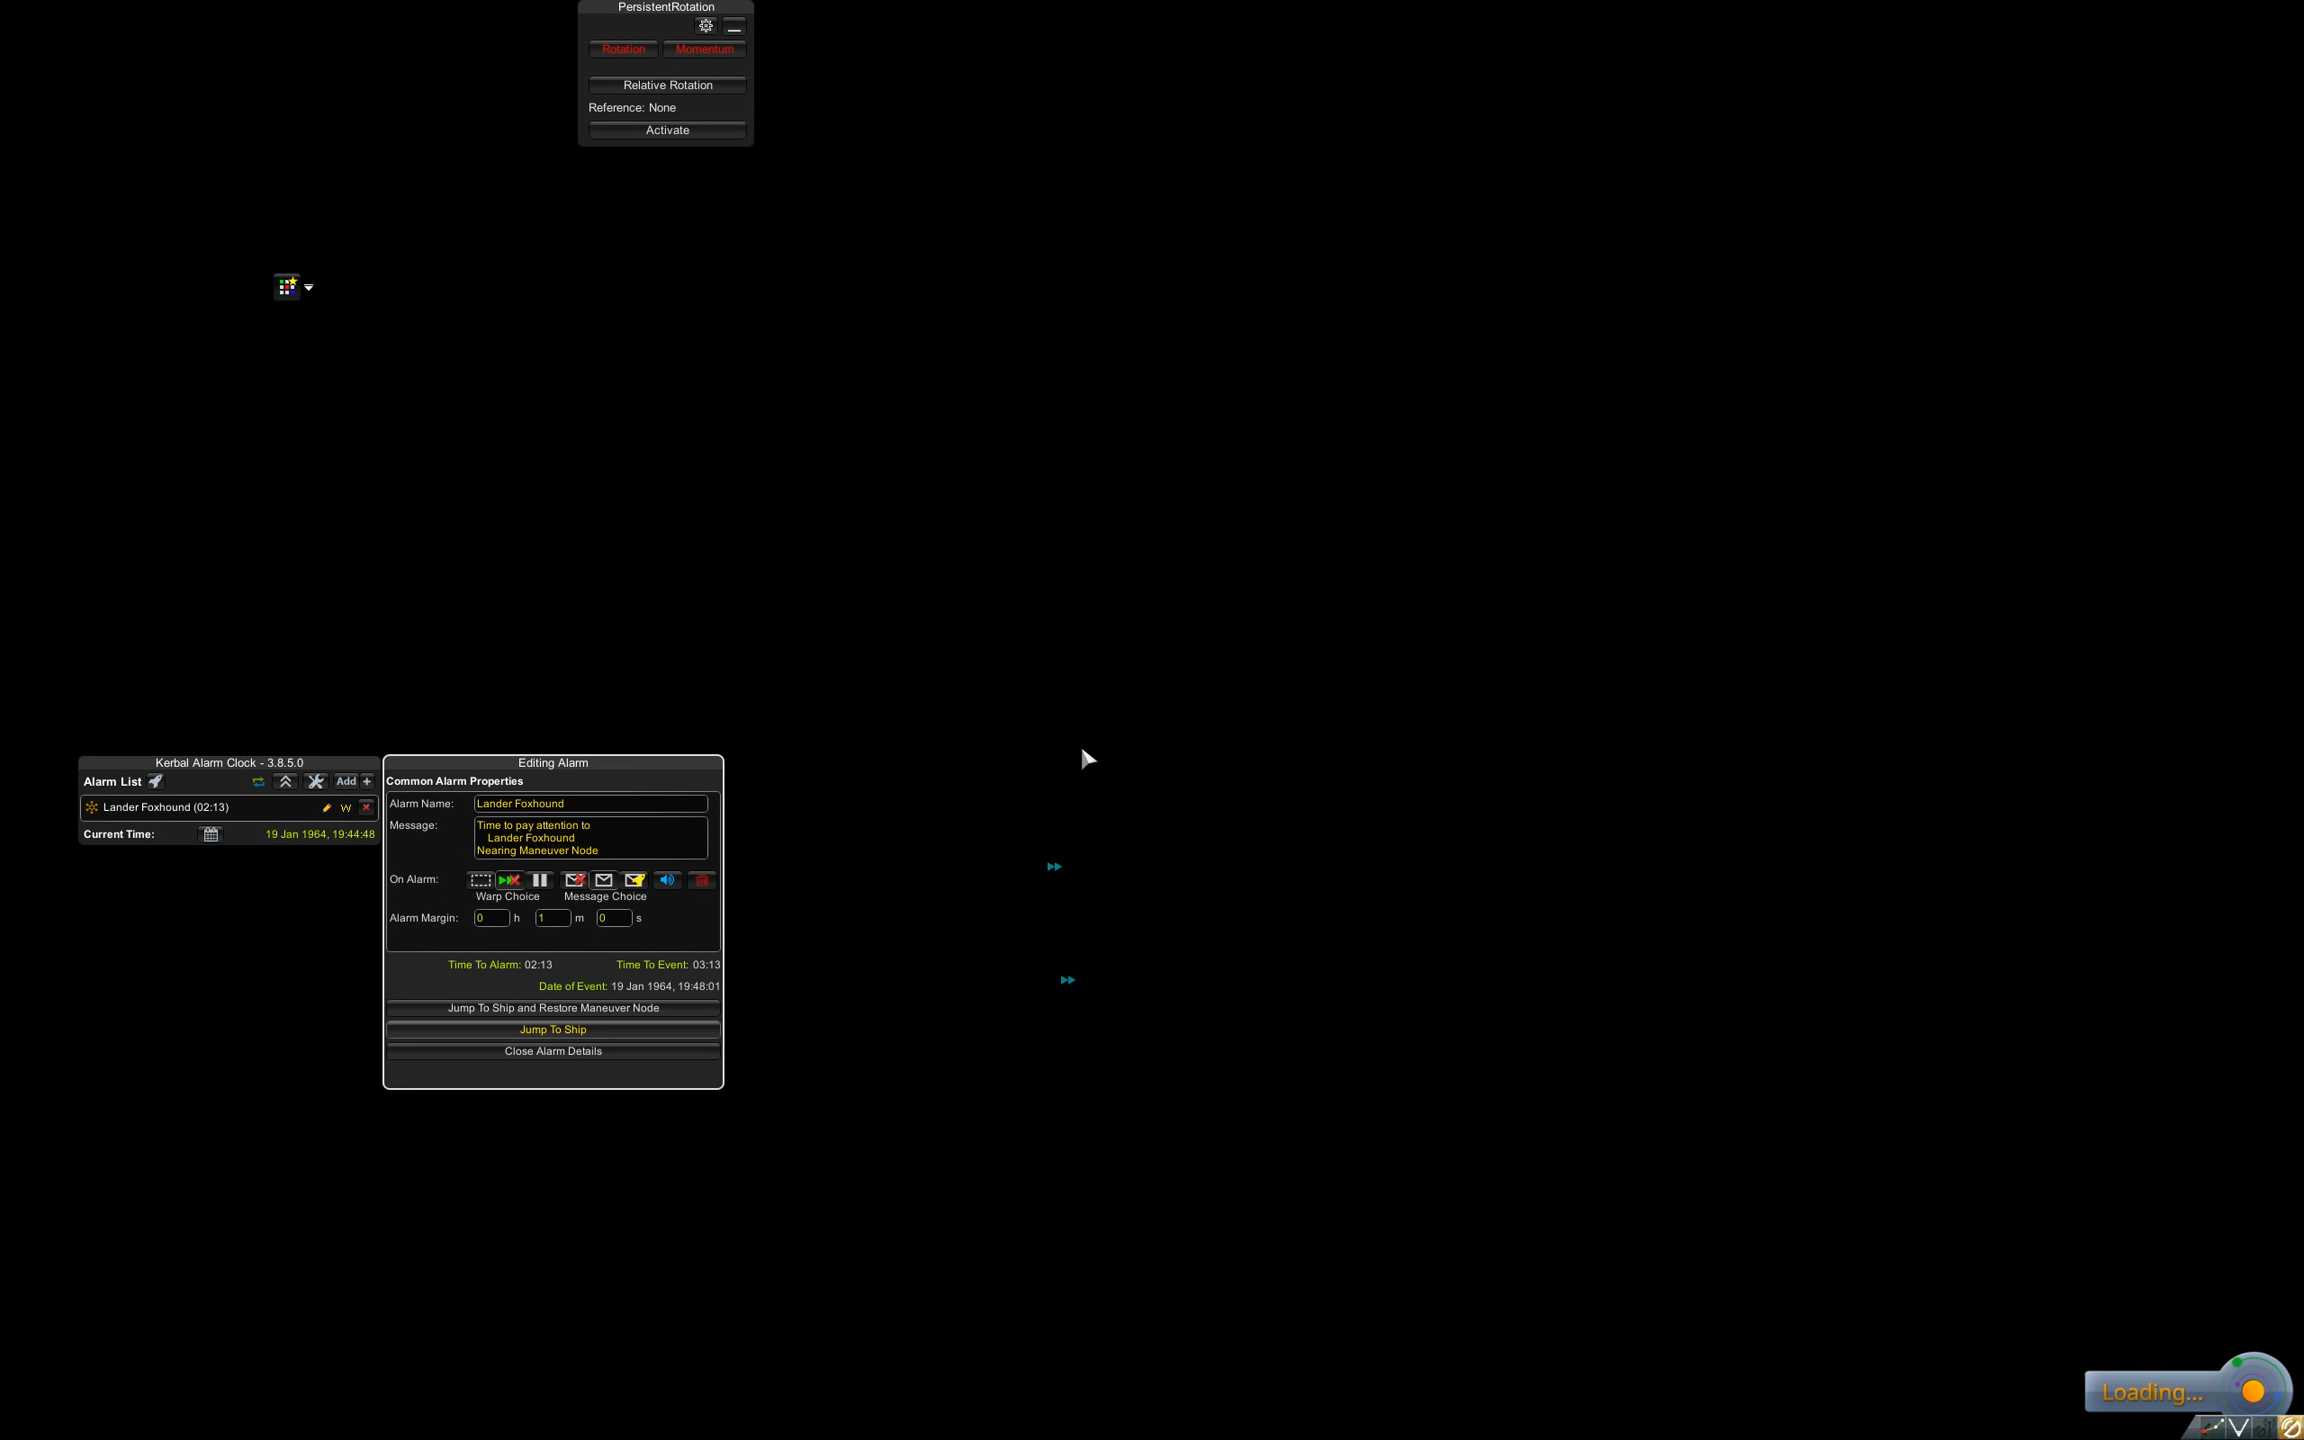 PersistentRotation
Rotation Momentum
Relative Rotation
Reference: None
Activate
Kerbal Alarm Clock - 3.8.5.0
Alarm List Add +
Lander Foxhound (02:13)
Current Time: 19 Jan 1964, 19:44:48
Editing Alarm
Common Alarm Properties
Alarm Name: Lander Foxhound
Message: Time to pay attention to
Lander Foxhound
Nearing Maneuver Node
On Alarm:
Warp Choice Message Choice
Alarm Margin: 0 h 1 m 0 s
Time To Alarm: 02:13 Time To Event: 03:13
Date of Event: 19 Jan 1964, 19:48:01
Jump To Ship and Restore Maneuver Node
Jump To Ship
Close Alarm Details
Loading...